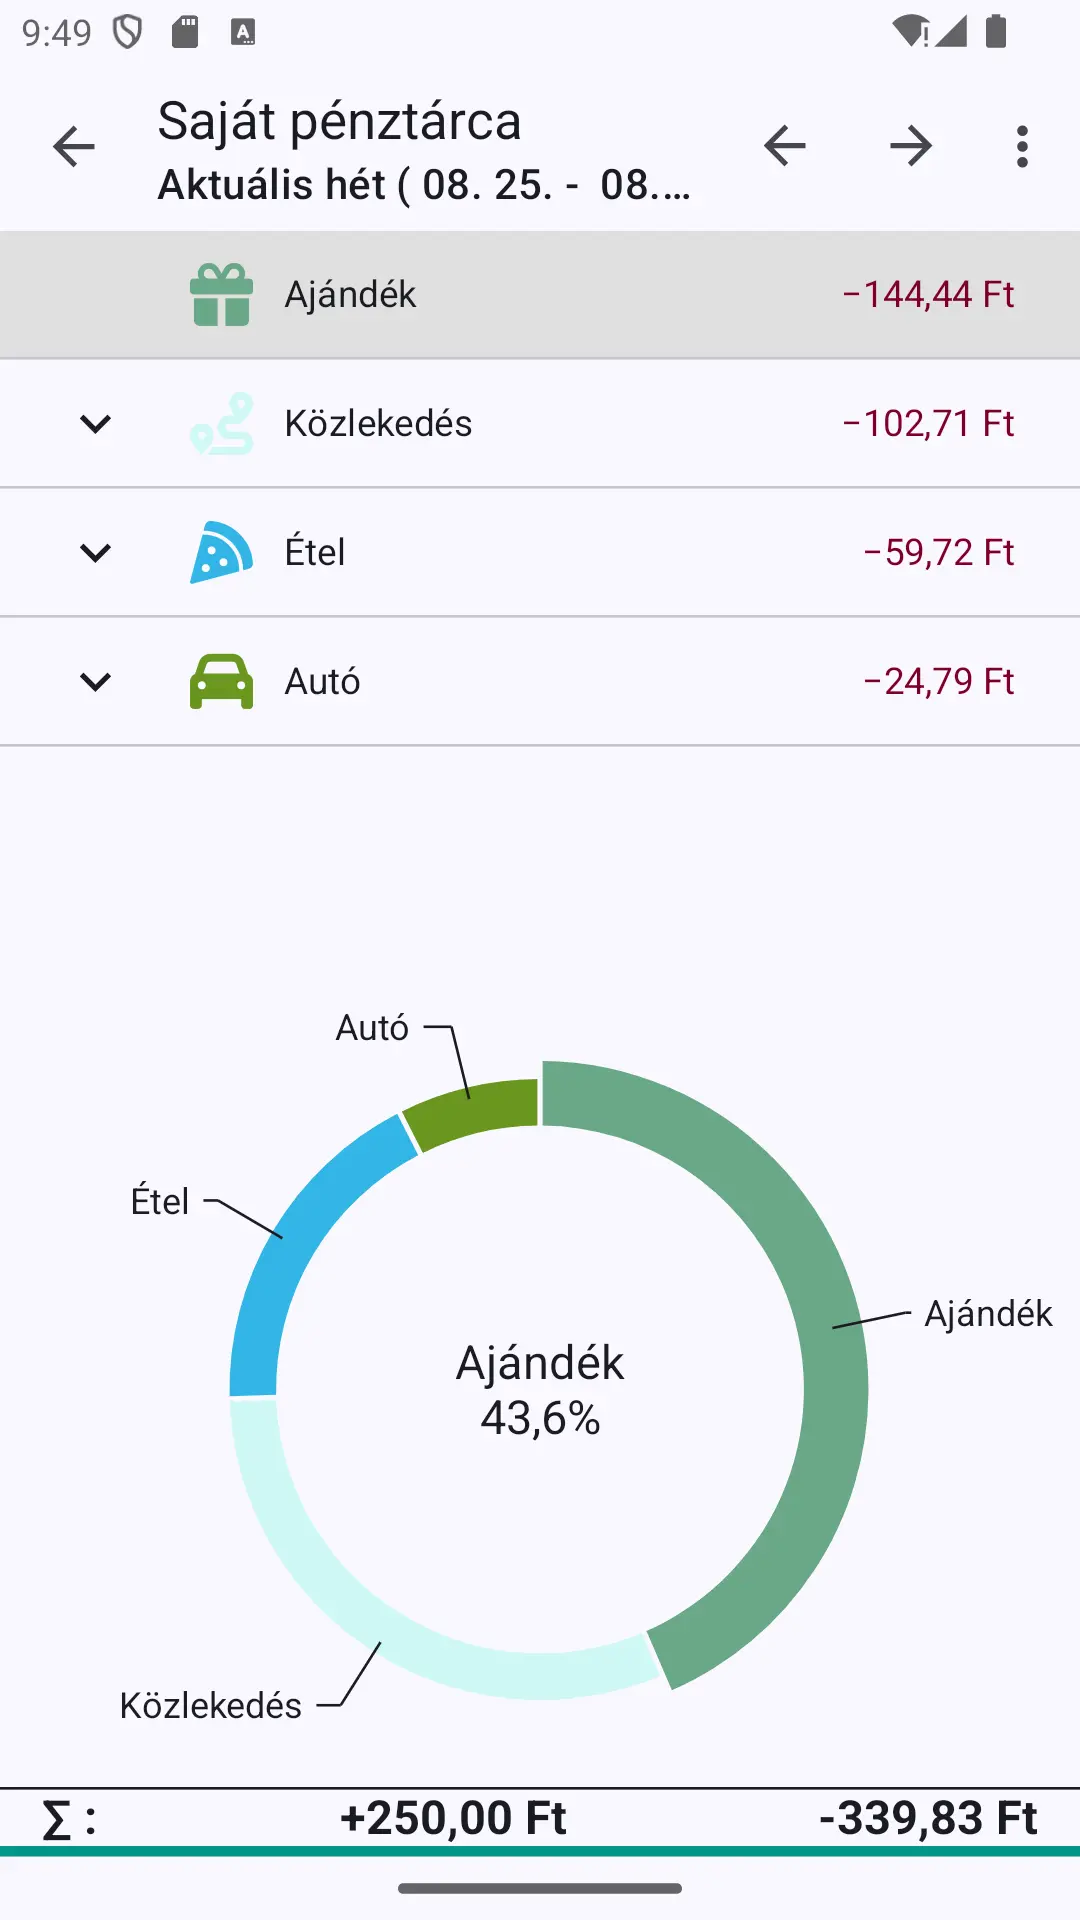 9:49
Saját pénztárca
Aktuális hét ( 08. 25. - 08.…
Ajándék −144,44 Ft
Közlekedés −102,71 Ft
Étel −59,72 Ft
Autó −24,79 Ft
Autó
Étel
Ajándék
Ajándék
43,6%
Közlekedés
Σ : +250,00 Ft -339,83 Ft